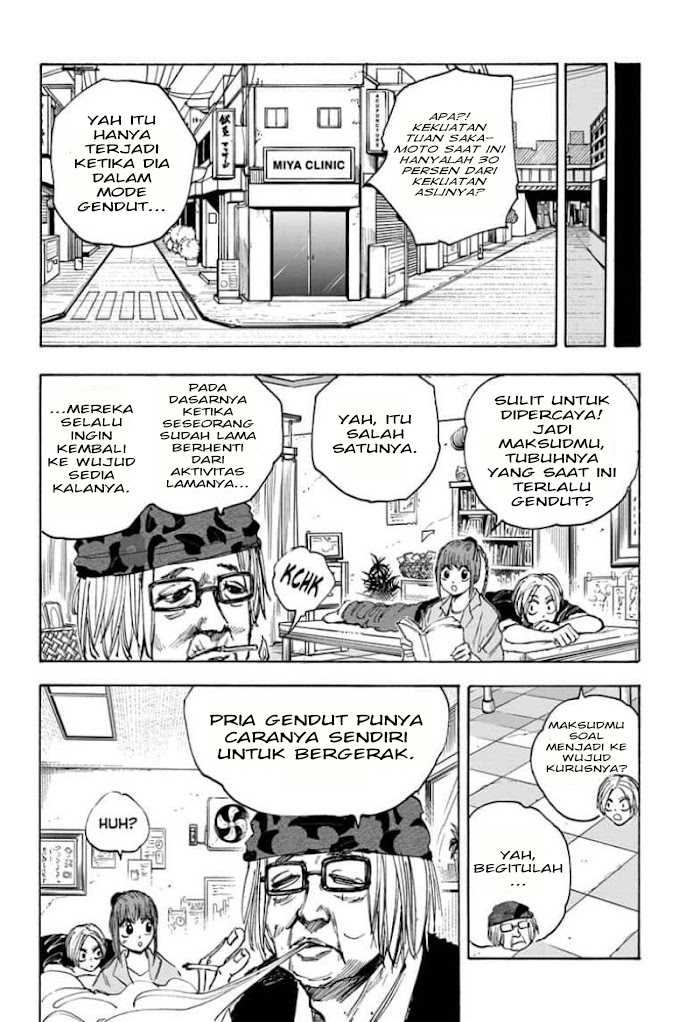 APA?!
KEKUATAN
TUAN SAKA-
MOTO SAAT INI
HANYALAH 30
PERSEN DARI
KEKUATAN
ASLINYA?
YAH ITU
HANYA
TERJADI
KETIKA DIA
DALAM
MODE
GENDUT...
MIYA CLINIC
ACUPUNCTURE
SULIT UNTUK
DIPERCAYA!
JADI
MAKSUDMU,
TUBUHNYA
YANG SAAT INI
TERLALU
GENDUT?
YAH, ITU
SALAH
SATUNYA.
PADA
DASARNYA
KETIKA
SESEORANG
SUDAH LAMA
BERHENTI
DARI
AKTIVITAS
LAMANYA...
...MEREKA
SELALU
INGIN
KEMBALI
KE WUJUD
SEDIA
KALANYA.
KCHK
MAKSUDMU
SOAL
MENJADI KE
WUJUD
KURUSNYA?
YAH,
BEGITULAH
...
PRIA GENDUT PUNYA
CARANYA SENDIRI
UNTUK BERGERAK.
HUH?